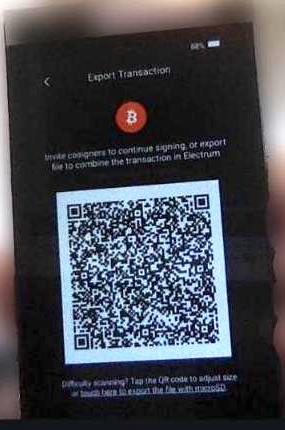 88%
Export Transaction
Invite cosigners to continue signing, or export
file to combine the transaction in Electrum
Difficulty scanning? Tap the QR code to adjust size
or touch here to export the file with microSD.